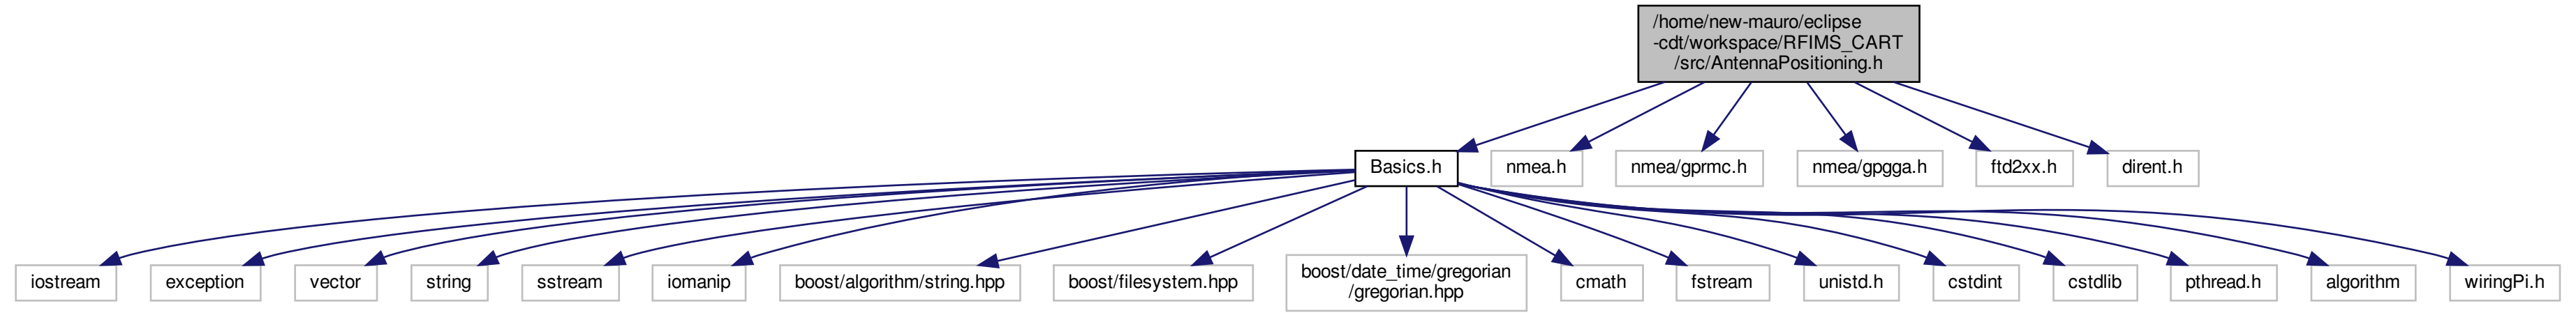 /home/new-mauro/eclipse
-cdt/workspace/RFIMS_CART
/src/AntennaPositioning.h
Basics.h
nmea.h
nmea/gprmc.h
nmea/gpgga.h
ftd2xx.h
dirent.h
iostream
exception
vector
string
sstream
iomanip
boost/algorithm/string.hpp
boost/filesystem.hpp
boost/date_time/gregorian
/gregorian.hpp
cmath
fstream
unistd.h
cstdint
cstdlib
pthread.h
algorithm
wiringPi.h